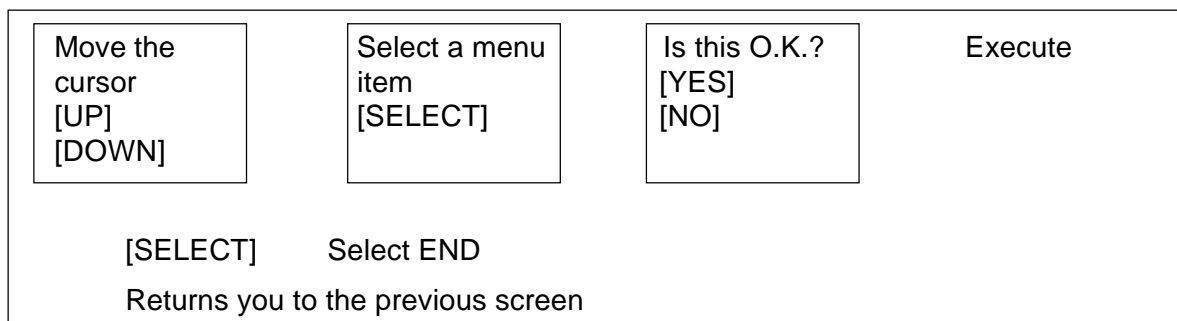 Move the
cursor
[UP]
[DOWN]
Select a menu
item
[SELECT]
Is this O.K.?
[YES]
[NO]
Execute
[SELECT] Select END
Returns you to the previous screen